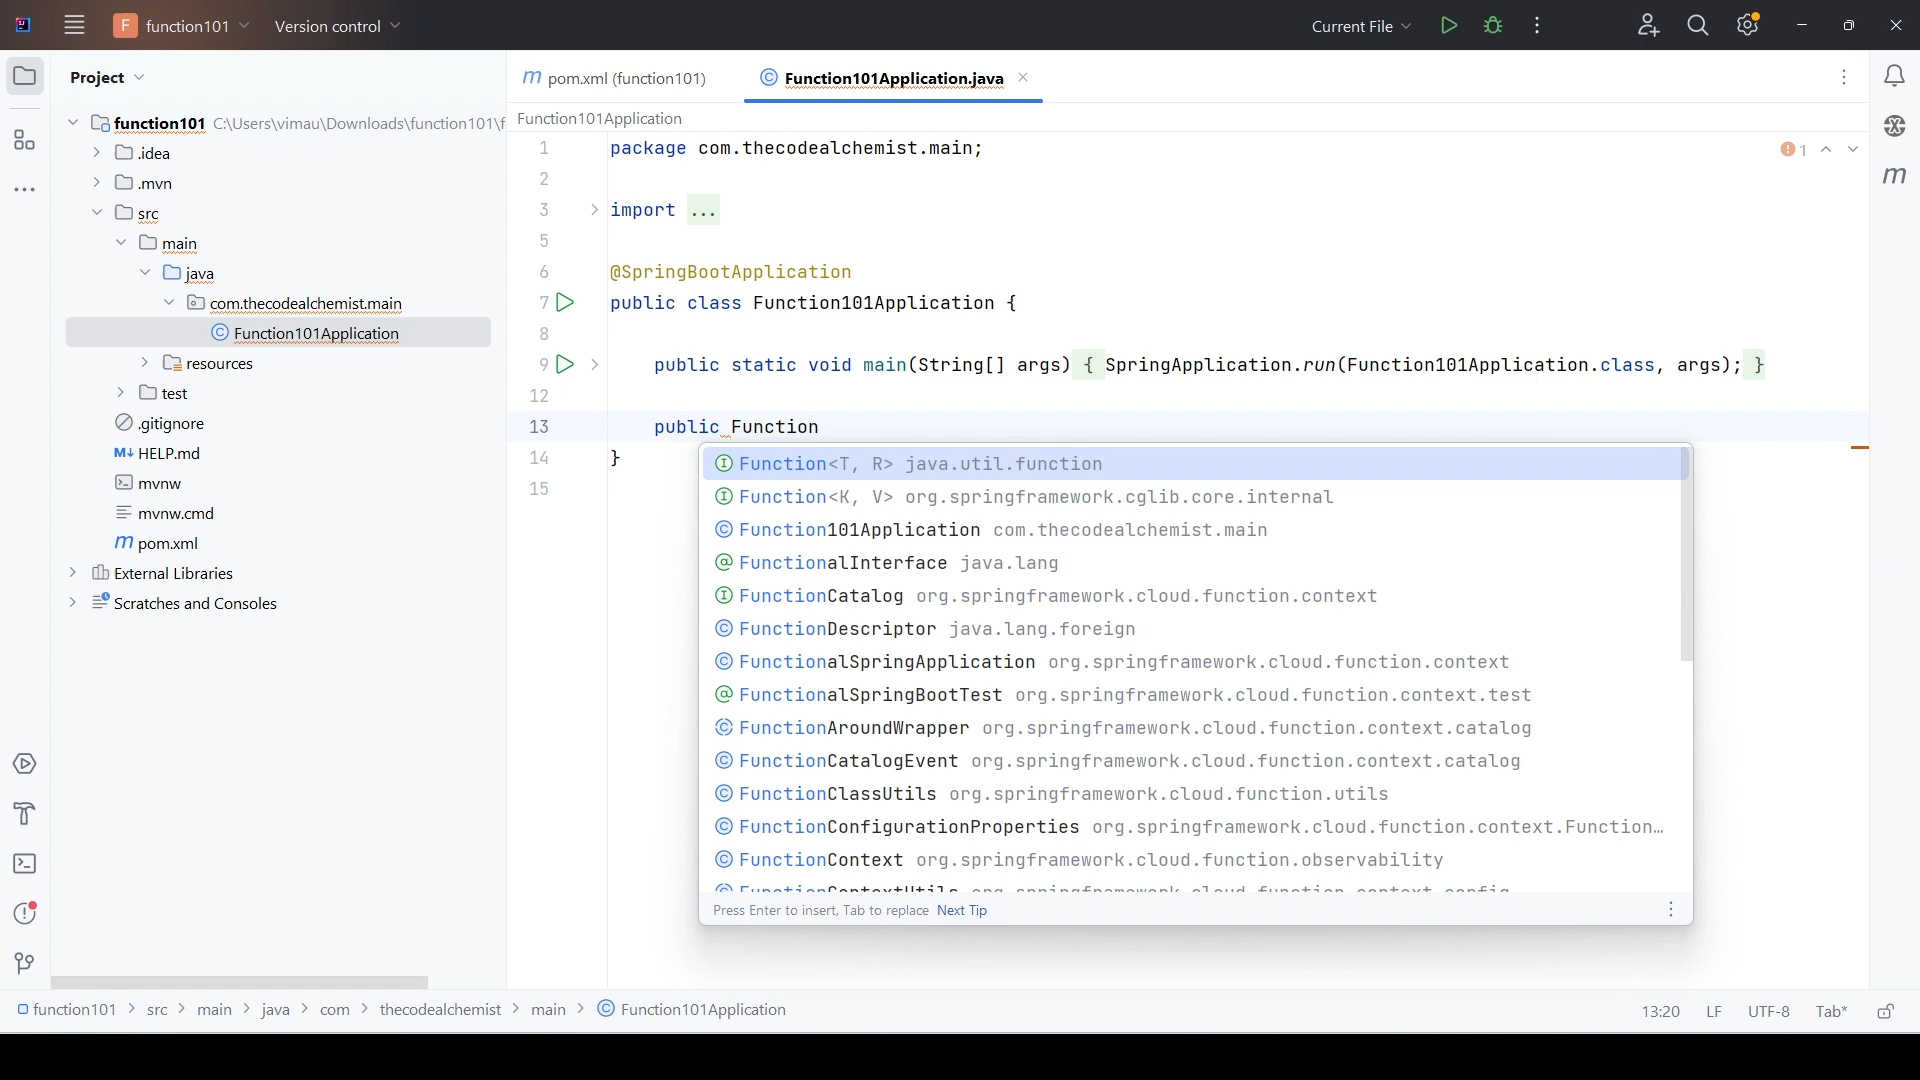 F function101 Version control Current File
Project
pom.xml (function101) Function101Application.java
function101 C:\Users\vimau\Downloads\function101\f
Function101Application
.idea
.mvn
src
main
java
com.thecodealchemist.main
Function101Application
resources
test
.gitignore
M↓ HELP.md
mvnw
mvnw.cmd
m pom.xml
External Libraries
Scratches and Consoles
1 package com.thecodealchemist.main;
2
3 import ...
5
6 @SpringBootApplication
7 public class Function101Application {
8
9 public static void main(String[] args) { SpringApplication.run(Function101Application.class, args); }
12
13 public Function
14 }
15
1
Function<T, R> java.util.function
Function<K, V> org.springframework.cglib.core.internal
Function101Application com.thecodealchemist.main
FunctionalInterface java.lang
FunctionCatalog org.springframework.cloud.function.context
FunctionDescriptor java.lang.foreign
FunctionalSpringApplication org.springframework.cloud.function.context
FunctionalSpringBootTest org.springframework.cloud.function.context.test
FunctionAroundWrapper org.springframework.cloud.function.context.catalog
FunctionCatalogEvent org.springframework.cloud.function.context.catalog
FunctionClassUtils org.springframework.cloud.function.utils
FunctionConfigurationProperties org.springframework.cloud.function.context.Function…
FunctionContext org.springframework.cloud.function.observability
FunctionContextUtils org.springframework.cloud.function.context.config
Press Enter to insert, Tab to replace Next Tip
function101 > src > main > java > com > thecodealchemist > main > Function101Application
13:20 LF UTF-8 Tab*